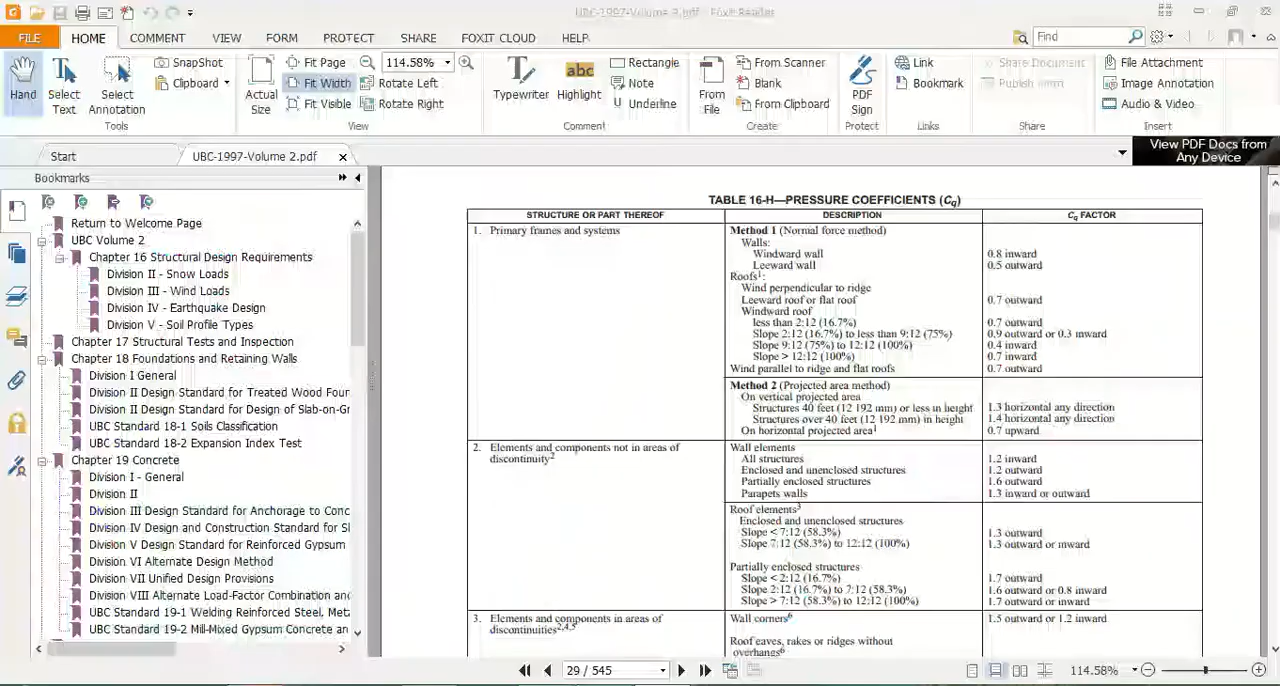 UBC-1997-Volume 2.pdf - Foxit Reader
FILE HOME COMMENT VIEW FORM PROTECT SHARE FOXIT CLOUD HELP Find
Hand
Select Text
Select Annotation
SnapShot
Clipboard
Tools
Actual Size
Fit Page
Fit Width
Fit Visible
114.58%
Rotate Left
Rotate Right
View
Typewriter
Highlight
Rectangle
Note
Underline
Comment
From File
From Scanner
Blank
From Clipboard
Create
PDF Sign
Protect
Link
Bookmark
Links
Share Document
Publish
Share
File Attachment
Image Annotation
Audio & Video
Insert
Start
UBC-1997-Volume 2.pdf
View PDF Docs from
Any Device
Bookmarks
Return to Welcome Page
UBC Volume 2
Chapter 16 Structural Design Requirements
Division II - Snow Loads
Division III - Wind Loads
Division IV - Earthquake Design
Division V - Soil Profile Types
Chapter 17 Structural Tests and Inspection
Chapter 18 Foundations and Retaining Walls
Division I General
Division II Design Standard for Treated Wood Foun
Division II Design Standard for Design of Slab-on-Gr
UBC Standard 18-1 Soils Classification
UBC Standard 18-2 Expansion Index Test
Chapter 19 Concrete
Division I - General
Division II
Division III Design Standard for Anchorage to Conc
Division IV Design and Construction Standard for Sl
Division V Design Standard for Reinforced Gypsum
Division VI Alternate Design Method
Division VII Unified Design Provisions
Division VIII Alternate Load-Factor Combination and
UBC Standard 19-1 Welding Reinforced Steel, Meta
UBC Standard 19-2 Mill-Mixed Gypsum Concrete an
TABLE 16-H—PRESSURE COEFFICIENTS (Cq)
STRUCTURE OR PART THEREOF DESCRIPTION Cq FACTOR
1. Primary frames and systems Method 1 (Normal force method)
Walls:
Windward wall 0.8 inward
Leeward wall 0.5 outward
Roofs1:
Wind perpendicular to ridge
Leeward roof or flat roof 0.7 outward
Windward roof
less than 2:12 (16.7%) 0.7 outward
Slope 2:12 (16.7%) to less than 9:12 (75%) 0.9 outward or 0.3 inward
Slope 9:12 (75%) to 12:12 (100%) 0.4 inward
Slope > 12:12 (100%) 0.7 inward
Wind parallel to ridge and flat roofs 0.7 outward
Method 2 (Projected area method)
On vertical projected area
Structures 40 feet (12 192 mm) or less in height 1.3 horizontal any direction
Structures over 40 feet (12 192 mm) in height 1.4 horizontal any direction
On horizontal projected area1 0.7 upward
2. Elements and components not in areas of discontinuity2 Wall elements
All structures 1.2 inward
Enclosed and unenclosed structures 1.2 outward
Partially enclosed structures 1.6 outward
Parapets walls 1.3 inward or outward
Roof elements3
Enclosed and unenclosed structures
Slope < 7:12 (58.3%) 1.3 outward
Slope 7:12 (58.3%) to 12:12 (100%) 1.3 outward or inward
Partially enclosed structures
Slope < 2:12 (16.7%) 1.7 outward
Slope 2:12 (16.7%) to 7:12 (58.3%) 1.6 outward or 0.8 inward
Slope > 7:12 (58.3%) to 12:12 (100%) 1.7 outward or inward
3. Elements and components in areas of discontinuities2,4,5 Wall corners6 1.5 outward or 1.2 inward
Roof eaves, rakes or ridges without
overhangs6
29 / 545
114.58%